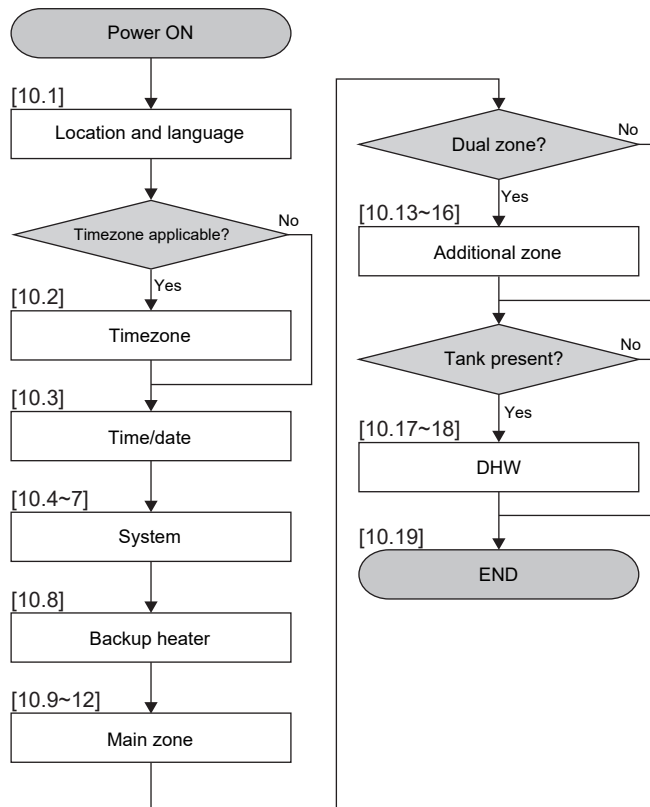 Power ON
[10.1]
Location and language
Timezone applicable?
No
Yes
[10.2]
Timezone
[10.3]
Time/date
[10.4~7]
System
[10.8]
Backup heater
[10.9~12]
Main zone
Dual zone?
No
Yes
[10.13~16]
Additional zone
Tank present?
No
Yes
[10.17~18]
DHW
[10.19]
END